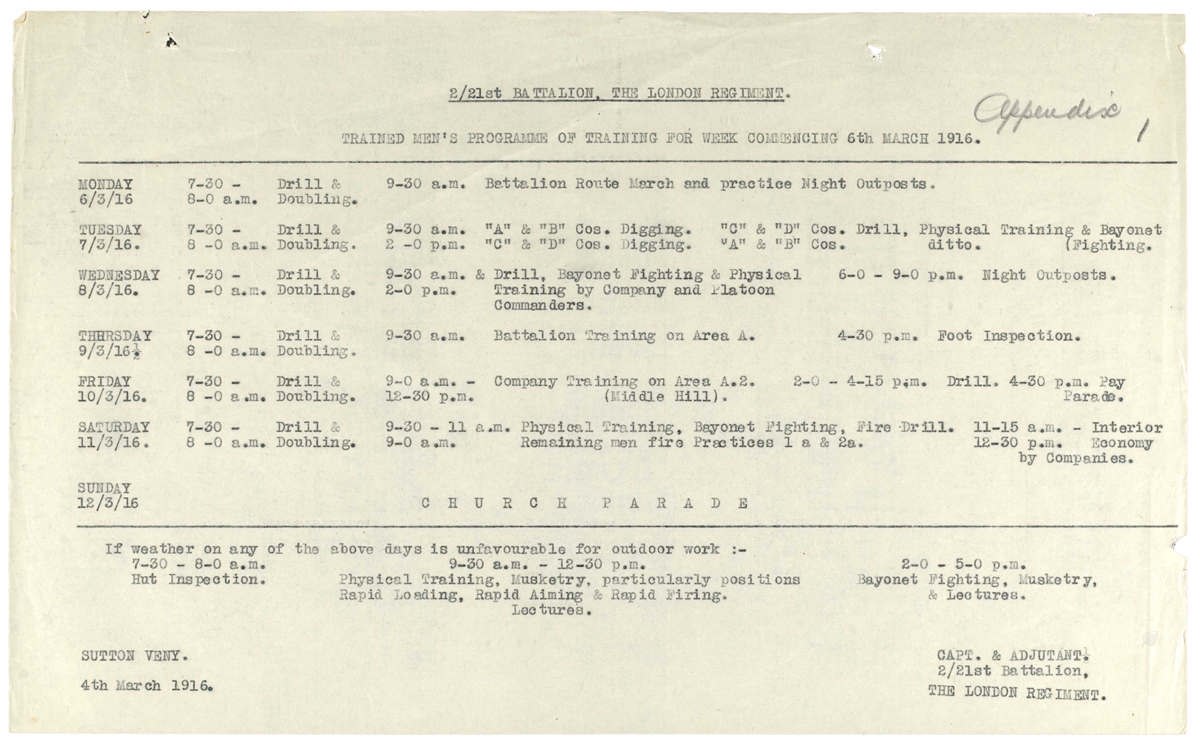 2/21st BATTALION, THE LONDON REGIMENT.
Appendix 1
TRAINED MEN'S PROGRAMME OF TRAINING FOR WEEK COMMENCING 6th MARCH 1916.
MONDAY 7-30 - Drill & 9-30 a.m. Battalion Route March and practice Night Outposts.
6/3/16 8-0 a.m. Doubling.
TUESDAY 7-30 - Drill & 9-30 a.m. "A" & "B" Cos. Digging. "C" & "D" Cos. Drill, Physical Training & Bayonet
7/3/16. 8 -0 a.m. Doubling. 2 -0 p.m. "C" & "D" Cos. Digging. "A" & "B" Cos. ditto. (Fighting.
WEDNESDAY 7-30 - Drill & 9-30 a.m. & Drill, Bayonet Fighting & Physical 6-0 - 9-0 p.m. Night Outposts.
8/3/16. 8 -0 a.m. Doubling. 2-0 p.m. Training by Company and Platoon
Commanders.
THURSDAY 7-30 - Drill & 9-30 a.m. Battalion Training on Area A. 4-30 p.m. Foot Inspection.
9/3/16½ 8 -0 a.m. Doubling.
FRIDAY 7-30 - Drill & 9-0 a.m. - Company Training on Area A.2. 2-0 - 4-15 p.m. Drill. 4-30 p.m. Pay
10/3/16. 8 -0 a.m. Doubling. 12-30 p.m. (Middle Hill). Parade.
SATURDAY 7-30 - Drill & 9-30 - 11 a.m. Physical Training, Bayonet Fighting, Fire Drill. 11-15 a.m. - Interior
11/3/16. 8 -0 a.m. Doubling. 9-0 a.m. Remaining men fire Practices 1 a & 2a. 12-30 p.m. Economy
by Companies.
SUNDAY
12/3/16 C H U R C H P A R A D E
If weather on any of the above days is unfavourable for outdoor work :-
7-30 - 8-0 a.m. 9-30 a.m. - 12-30 p.m. 2-0 - 5-0 p.m.
Hut Inspection. Physical Training, Musketry, particularly positions Bayonet Fighting, Musketry,
Rapid Loading, Rapid Aiming & Rapid Firing. & Lectures.
Lectures.
SUTTON VENY. CAPT. & ADJUTANT.
2/21st Battalion,
4th March 1916. THE LONDON REGIMENT.